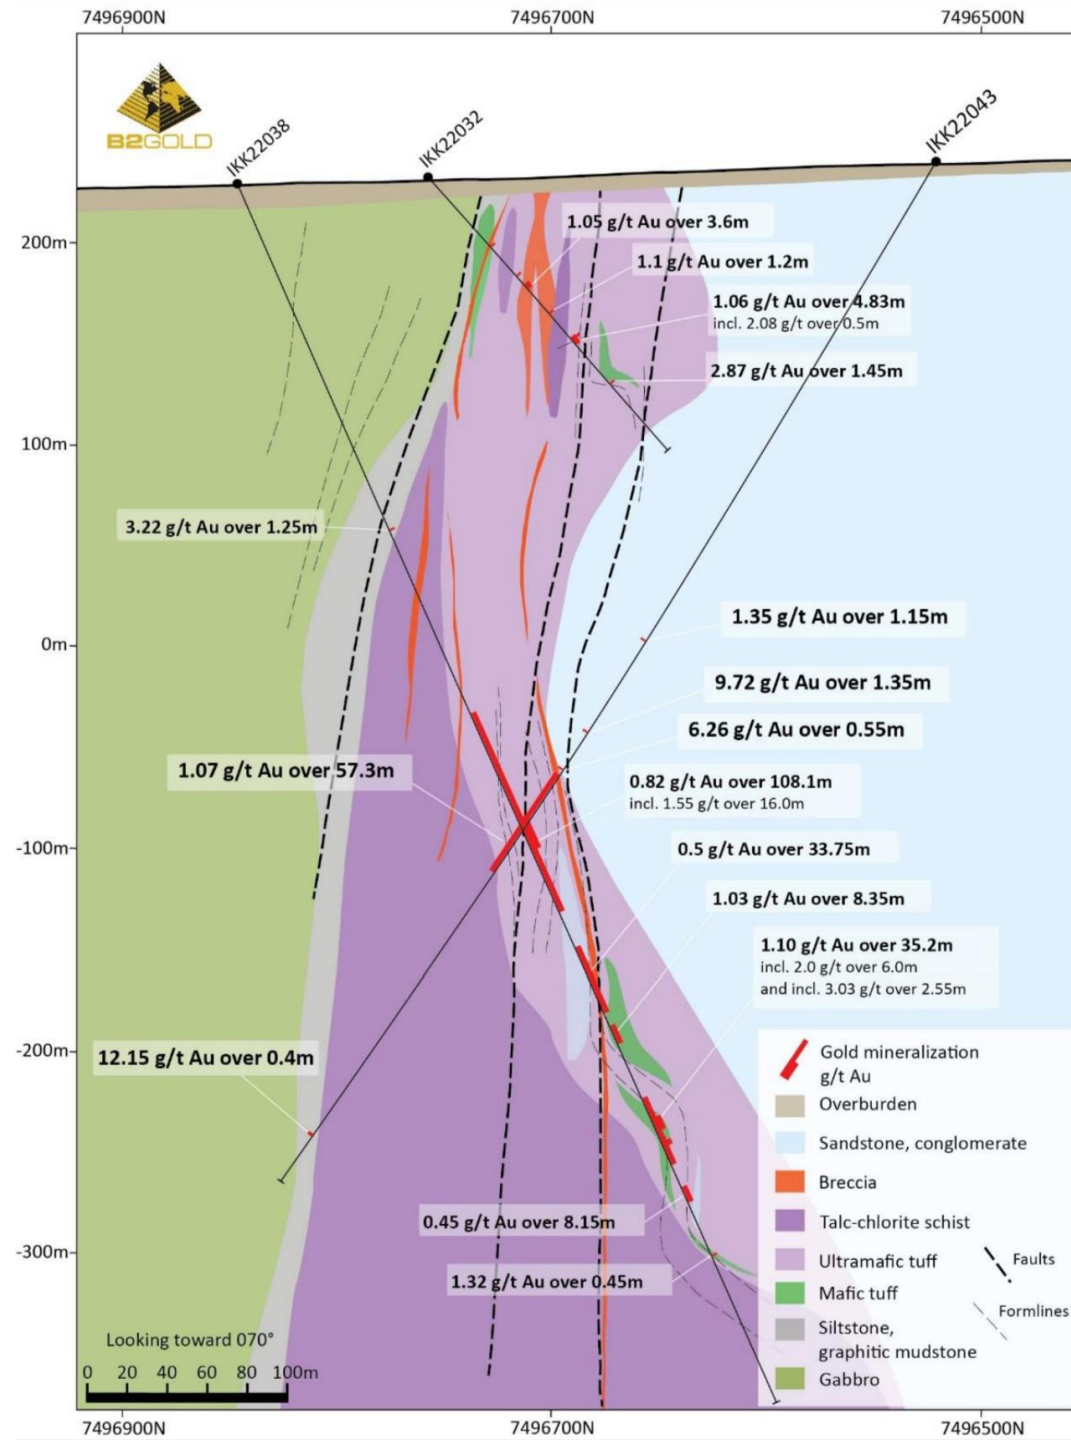 7496900N
7496700N
7496500N
B2GOLD
IKK22038
IKK22032
IKK22043
200m
1.05 g/t Au over 3.6m
1.1 g/t Au over 1.2m
1.06 g/t Au over 4.83m
incl. 2.08 g/t over 0.5m
2.87 g/t Au over 1.45m
100m
3.22 g/t Au over 1.25m
0m
1.35 g/t Au over 1.15m
9.72 g/t Au over 1.35m
6.26 g/t Au over 0.55m
1.07 g/t Au over 57.3m
0.82 g/t Au over 108.1m
incl. 1.55 g/t over 16.0m
-100m
0.5 g/t Au over 33.75m
1.03 g/t Au over 8.35m
1.10 g/t Au over 35.2m
incl. 2.0 g/t over 6.0m
and incl. 3.03 g/t over 2.55m
-200m
12.15 g/t Au over 0.4m
0.45 g/t Au over 8.15m
-300m
1.32 g/t Au over 0.45m
Gold mineralization
g/t Au
Overburden
Sandstone, conglomerate
Breccia
Talc-chlorite schist
Ultramafic tuff
Mafic tuff
Siltstone,
graphitic mudstone
Gabbro
Faults
Formlines
Looking toward 070°
0 20 40 60 80 100m
7496900N
7496700N
7496500N